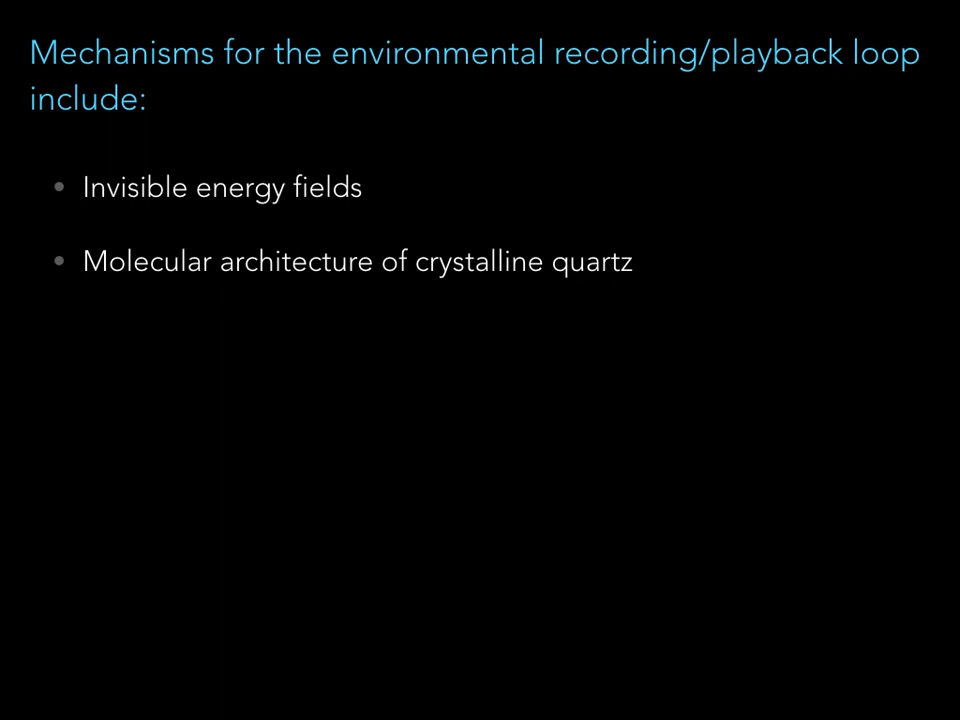 Mechanisms for the environmental recording/playback loop
include:
• Invisible energy fields
• Molecular architecture of crystalline quartz